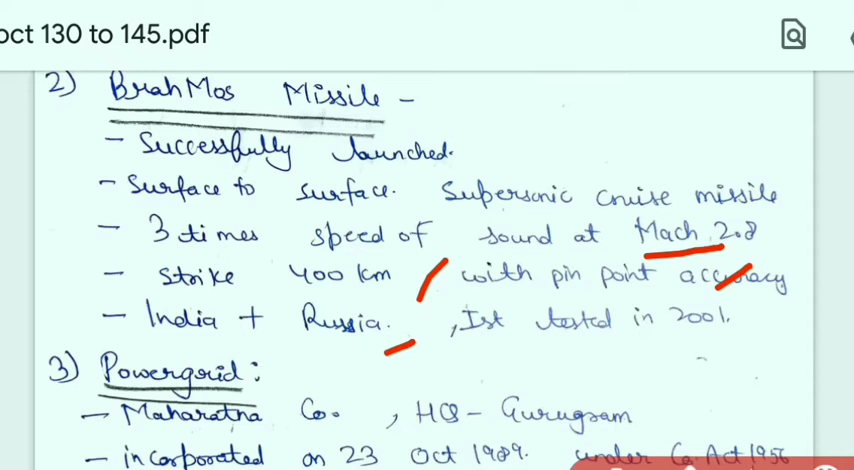 oct 130 to 145.pdf
2) BrahMos Missile -
- Successfully launched.
- Surface to surface. Supersonic cruise missile
- 3 times speed of sound at Mach 2.8
- Strike 400 km with pin point accuracy
- India + Russia. , Ist tested in 2001.
3) Powergrid:
- Maharatna Co. , HQ - Gurugram
- incorporated on 23 Oct 1989. under Co. Act 1956